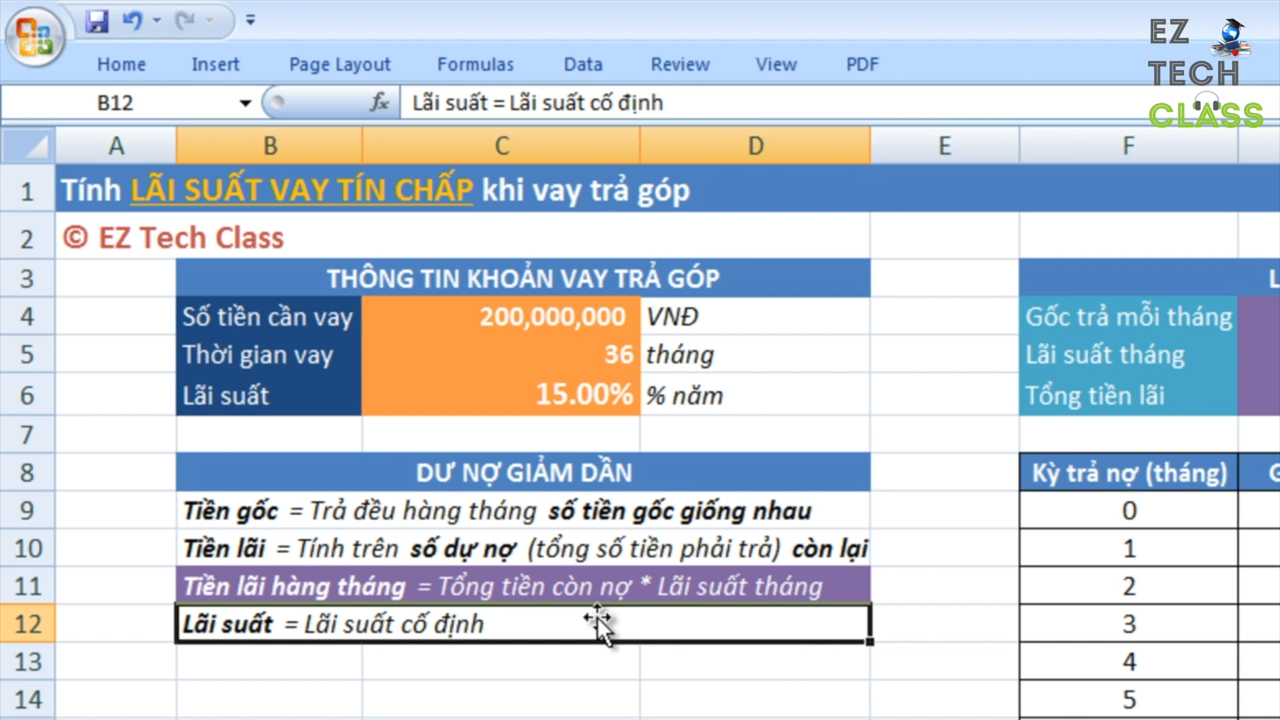 EZ
TECH
CLASS
Home Insert Page Layout Formulas Data Review View PDF
B12 fx Lãi suất = Lãi suất cố định
A B C D E F
1 Tính LÃI SUẤT VAY TÍN CHẤP khi vay trả góp
2 © EZ Tech Class
3 THÔNG TIN KHOẢN VAY TRẢ GÓP L
4 Số tiền cần vay 200,000,000 VNĐ Gốc trả mỗi tháng
5 Thời gian vay 36 tháng Lãi suất tháng
6 Lãi suất 15.00% % năm Tổng tiền lãi
7
8 DƯ NỢ GIẢM DẦN Kỳ trả nợ (tháng) G
9 Tiền gốc = Trả đều hàng tháng số tiền gốc giống nhau 0
10 Tiền lãi = Tính trên số dư nợ (tổng số tiền phải trả) còn lại 1
11 Tiền lãi hàng tháng = Tổng tiền còn nợ * Lãi suất tháng 2
12 Lãi suất = Lãi suất cố định 3
13 4
14 5